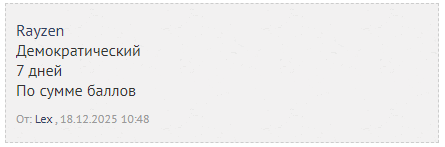 Rayzen
Демократический
7 дней
По сумме баллов
От: Lex , 18.12.2025 10:48